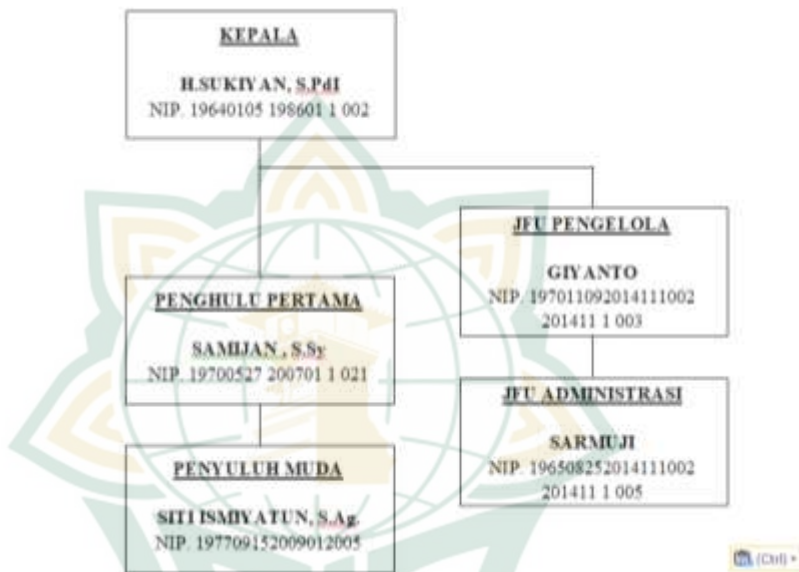 KEPALA
H.SUKIYAN, S.PdI
NIP. 19640105 198601 1 002
JFU PENGELOLA
GIYANTO
NIP. 197011092014111002
201411 1 003
PENGHULU PERTAMA
SAMIJAN , S.Sy
NIP. 19700527 200701 1 021
JFU ADMINISTRASI
SARMUJI
NIP. 196508252014111002
201411 1 005
PENYULUH MUDA
SITI ISMIYATUN, S.Ag.
NIP. 197709152009012005
(Ctrl)